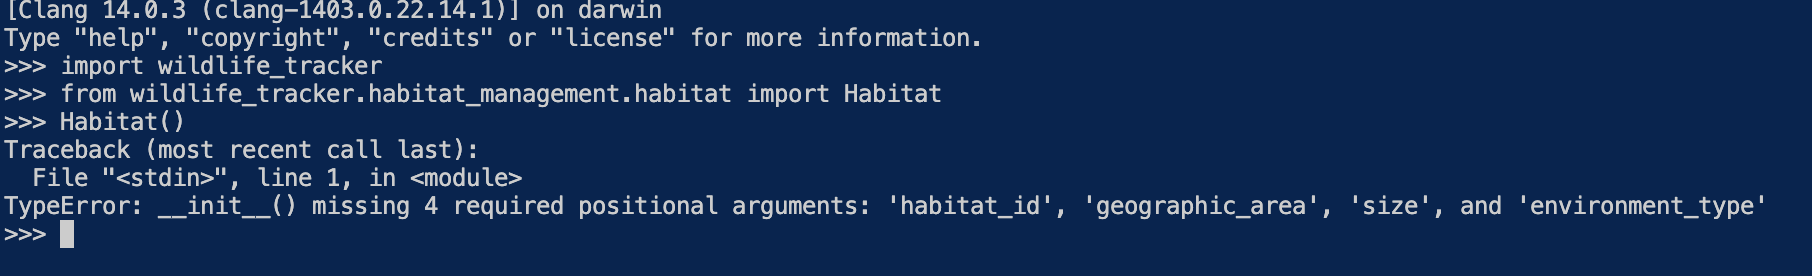 [Clang 14.0.3 (clang-1403.0.22.14.1)] on darwin
Type "help", "copyright", "credits" or "license" for more information.
>>> import wildlife_tracker
>>> from wildlife_tracker.habitat_management.habitat import Habitat
>>> Habitat()
Traceback (most recent call last):
  File "<stdin>", line 1, in <module>
TypeError: __init__() missing 4 required positional arguments: 'habitat_id', 'geographic_area', 'size', and 'environment_type'
>>>